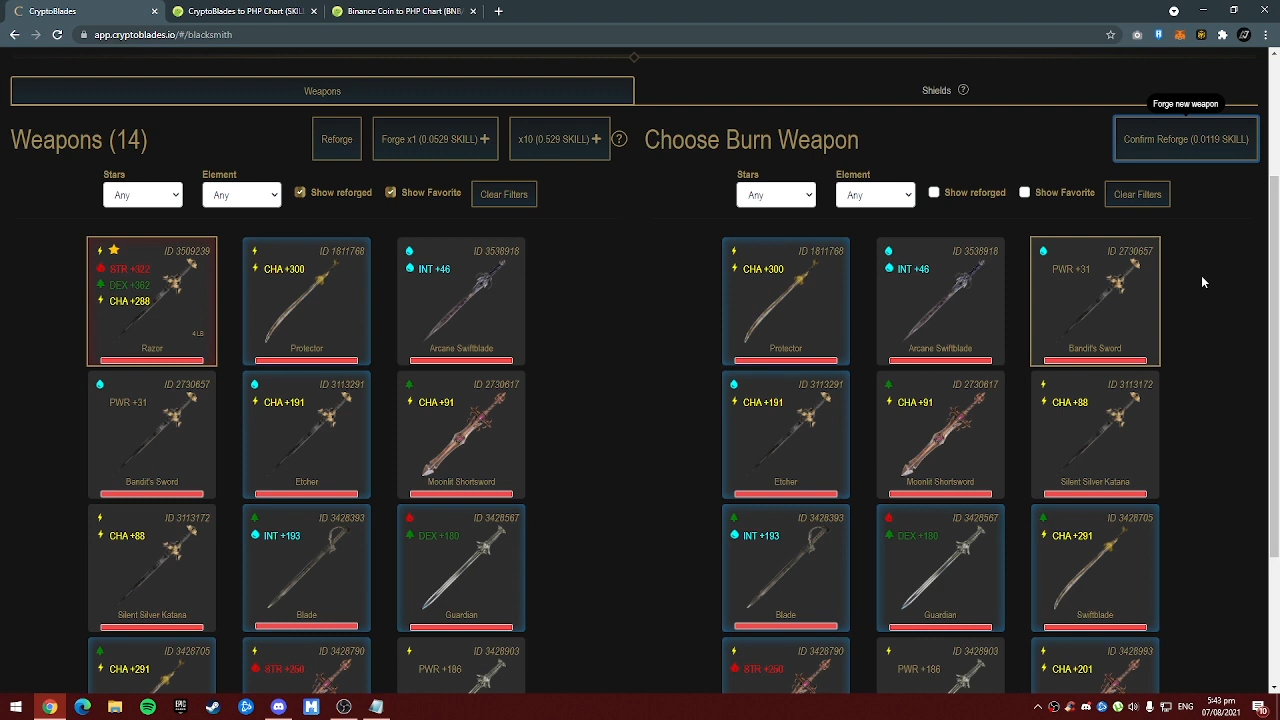 CryptoBlades
CryptoBlades to PHP Chart (SKILL
Binance Coin to PHP Chart (BNB/
app.cryptoblades.io/#/blacksmith
Weapons
Shields
Forge new weapon
Weapons (14)
Reforge
Forge x1 (0.0529 SKILL)
x10 (0.529 SKILL)
Choose Burn Weapon
Confirm Reforge (0.0119 SKILL)
Stars
Element
Any
Any
Show reforged
Show Favorite
Clear Filters
Stars
Element
Any
Any
Show reforged
Show Favorite
Clear Filters
ID 3509239
STR +322
DEX +362
CHA +288
4 LB
Razor
ID 1811768
CHA +300
Protector
ID 3538918
INT +46
Arcane Swiftblade
ID 2730657
PWR +31
Bandit's Sword
ID 3113291
CHA +191
Etcher
ID 2730617
CHA +91
Moonlit Shortsword
ID 3113172
CHA +88
Silent Silver Katana
ID 3428393
INT +193
Blade
ID 3428567
DEX +180
Guardian
ID 3428705
CHA +291
ID 3428790
STR +250
ID 3428903
PWR +186
ID 1811768
CHA +300
Protector
ID 3538918
INT +46
Arcane Swiftblade
ID 2730657
PWR +31
Bandit's Sword
ID 3113291
CHA +191
Etcher
ID 2730617
CHA +91
Moonlit Shortsword
ID 3113172
CHA +88
Silent Silver Katana
ID 3428393
INT +193
Blade
ID 3428567
DEX +180
Guardian
ID 3428705
CHA +291
Swiftblade
ID 3428790
STR +250
ID 3428903
PWR +186
ID 3428993
CHA +201
ENG
5:43 pm
07/08/2021
10